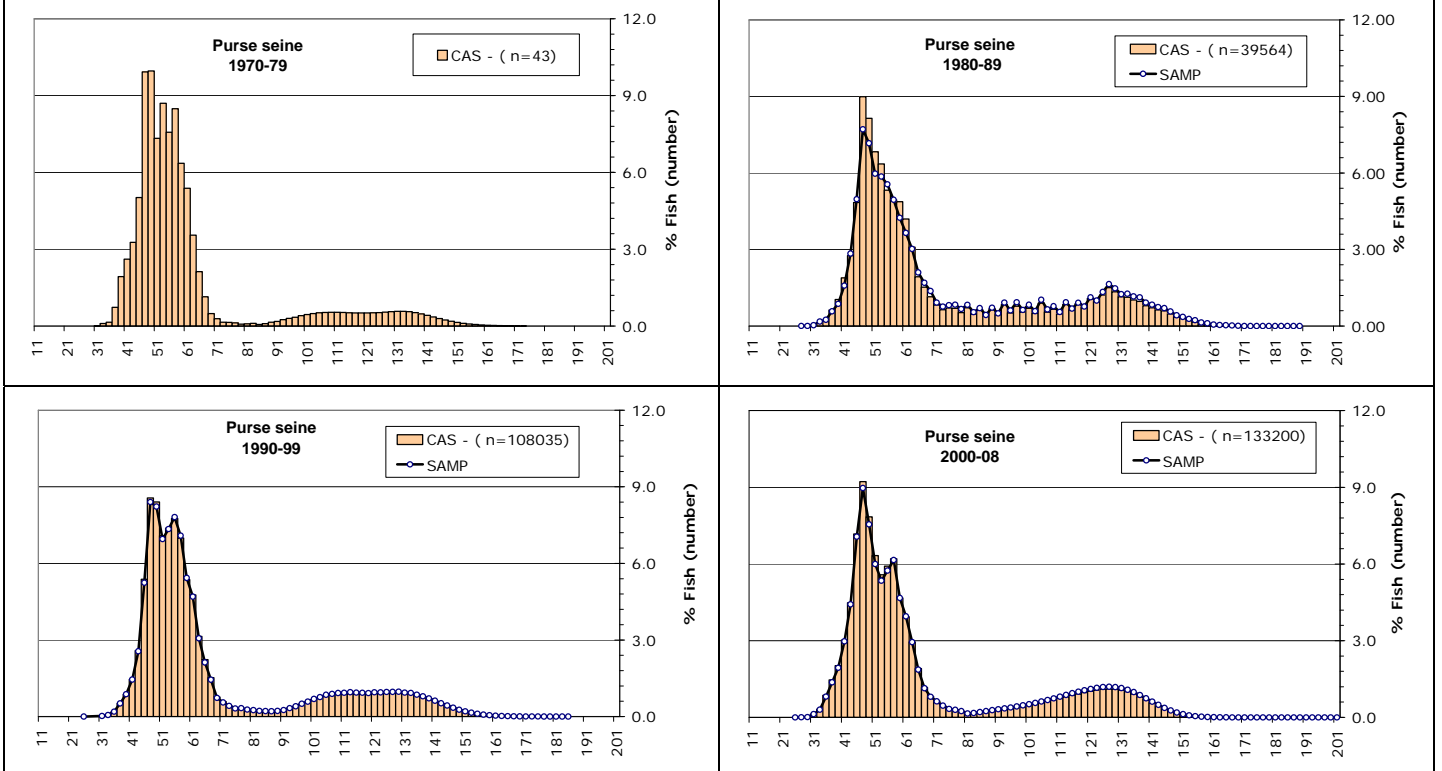 Purse seine
1970-79
CAS - ( n=43)
12.0
9.0
6.0
3.0
0.0
% Fish (number)
11 21 31 41 51 61 71 81 91 101 111 121 131 141 151 161 171 181 191 201
Purse seine
1980-89
CAS - ( n=39564)
SAMP
12.00
9.00
6.00
3.00
0.00
% Fish (number)
11 21 31 41 51 61 71 81 91 101 111 121 131 141 151 161 171 181 191 201
Purse seine
1990-99
CAS - ( n=108035)
SAMP
12.0
9.0
6.0
3.0
0.0
% Fish (number)
11 21 31 41 51 61 71 81 91 101 111 121 131 141 151 161 171 181 191 201
Purse seine
2000-08
CAS - ( n=133200)
SAMP
12.0
9.0
6.0
3.0
0.0
% Fish (number)
11 21 31 41 51 61 71 81 91 101 111 121 131 141 151 161 171 181 191 201